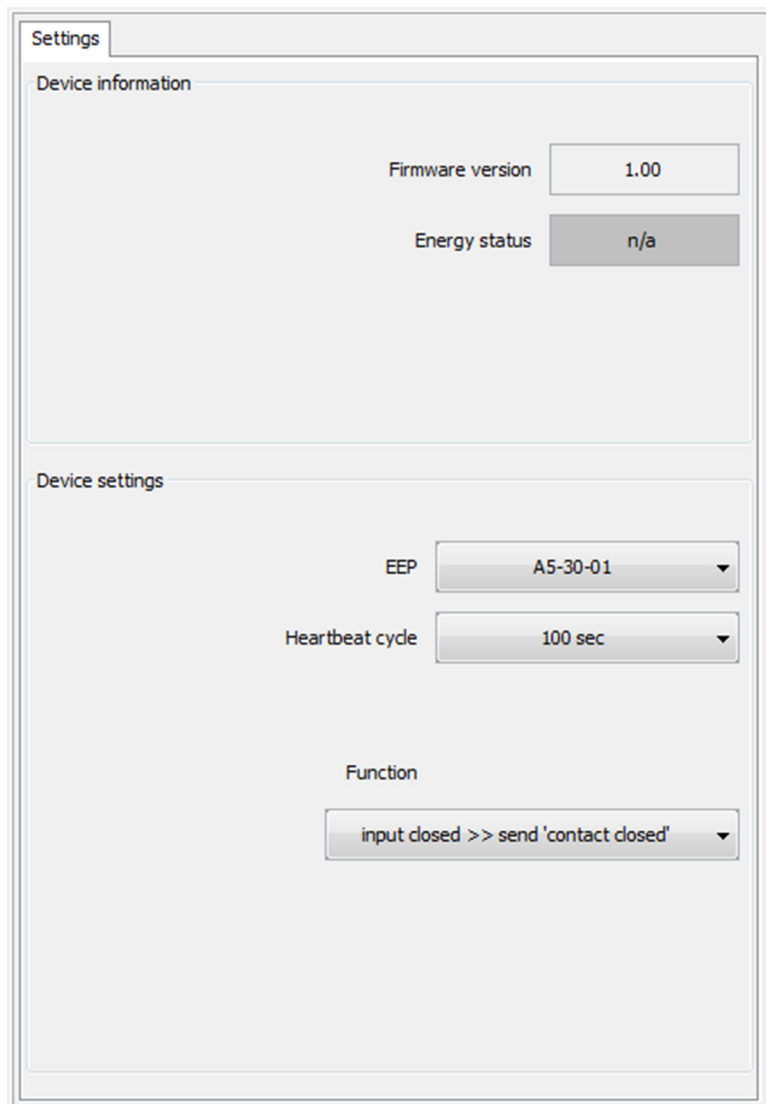 Settings
Device information
Firmware version 1.00
Energy status n/a
Device settings
EEP A5-30-01
Heartbeat cycle 100 sec
Function
input closed >> send 'contact closed'